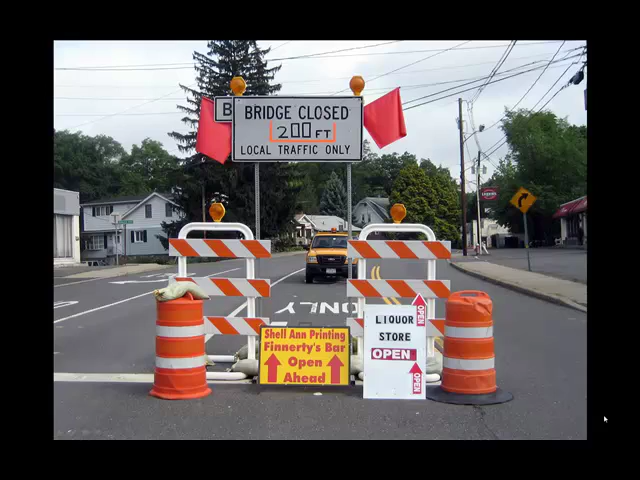 B
BRIDGE CLOSED
200 FT
LOCAL TRAFFIC ONLY
ONLY
Shell Ann Printing
Finnerty's Bar
Open
Ahead
LIQUOR
STORE
OPEN
OPEN
OPEN